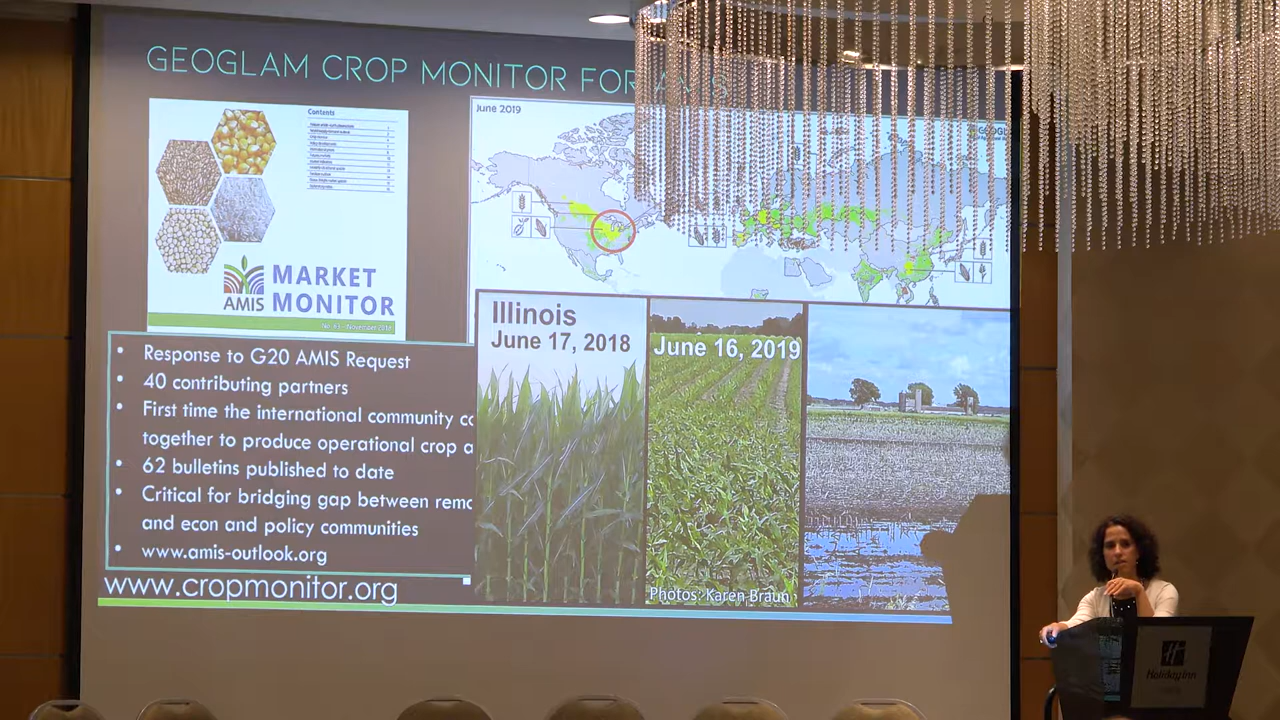 GEOGLAM CROP MONITOR FOR AMIS
Contents
AMIS
MARKET
MONITOR
June 2019
Illinois
June 17, 2018
June 16, 2019
Photos: Karen Braun
• Response to G20 AMIS Request
• 40 contributing partners
• First time the international community co
together to produce operational crop a
• 62 bulletins published to date
• Critical for bridging gap between remo
and econ and policy communities
• www.amis-outlook.org
www.cropmonitor.org
H
Holiday Inn